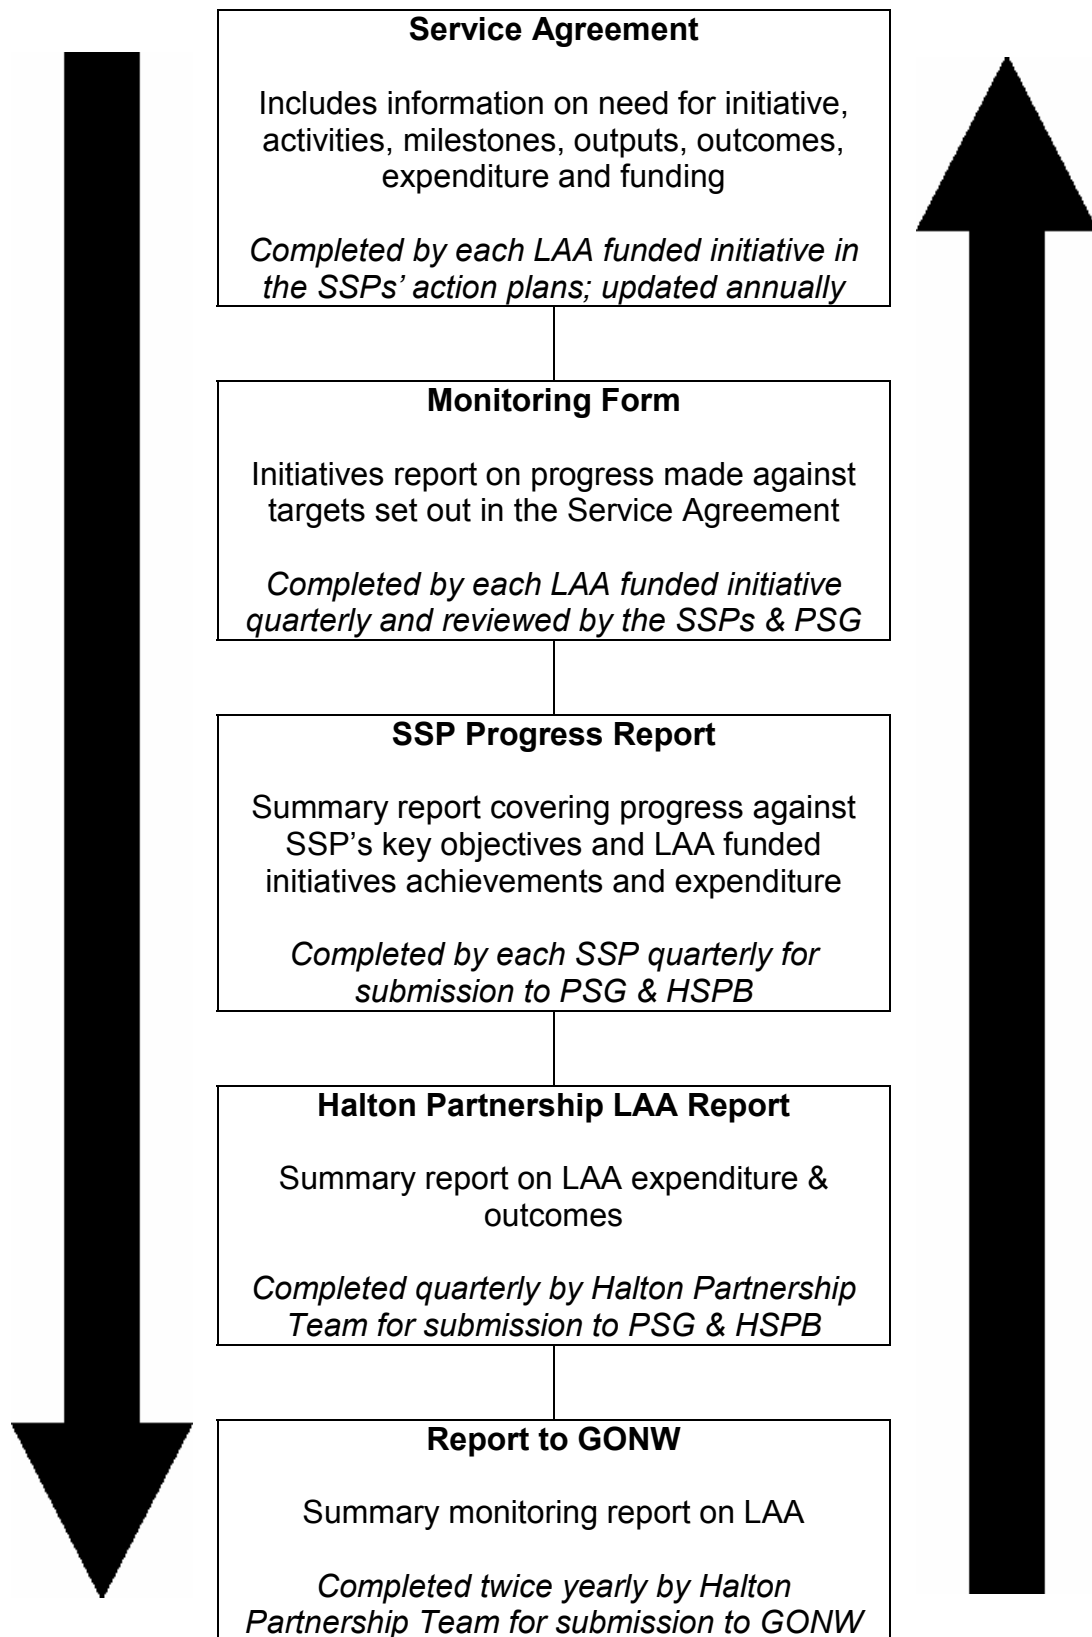 Service Agreement
Includes information on need for initiative,
activities, milestones, outputs, outcomes,
expenditure and funding
Completed by each LAA funded initiative in
the SSPs’ action plans; updated annually
Monitoring Form
Initiatives report on progress made against
targets set out in the Service Agreement
Completed by each LAA funded initiative
quarterly and reviewed by the SSPs & PSG
SSP Progress Report
Summary report covering progress against
SSP’s key objectives and LAA funded
initiatives achievements and expenditure
Completed by each SSP quarterly for
submission to PSG & HSPB
Halton Partnership LAA Report
Summary report on LAA expenditure &
outcomes
Completed quarterly by Halton Partnership
Team for submission to PSG & HSPB
Report to GONW
Summary monitoring report on LAA
Completed twice yearly by Halton
Partnership Team for submission to GONW